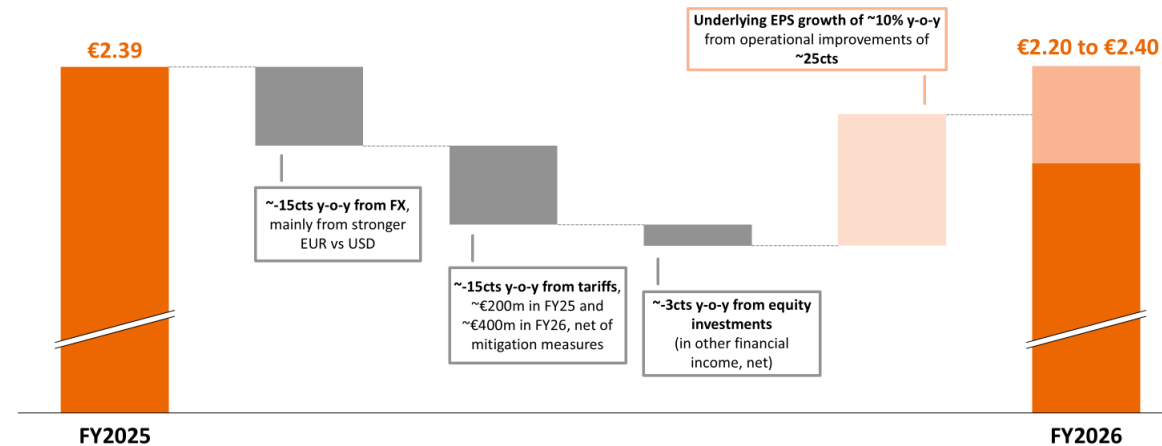 Underlying EPS growth of ~10% y-o-y
from operational improvements of
~25cts
€2.39
€2.20 to €2.40
~-15cts y-o-y from FX,
mainly from stronger
EUR vs USD
~-15cts y-o-y from tariffs,
~€200m in FY25 and
~€400m in FY26, net of
mitigation measures
~-3cts y-o-y from equity
investments
(in other financial
income, net)
FY2025
FY2026